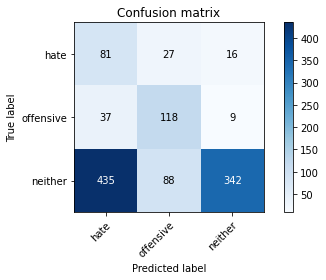 Confusion matrix
hate 81 27 16
offensive 37 118 9
neither 435 88 342
hate offensive neither
True label
Predicted label
400
350
300
250
200
150
100
50